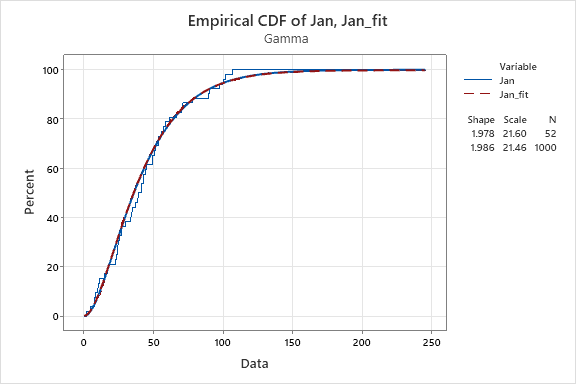 Empirical CDF of Jan, Jan_fit
Gamma
100
80
60
40
20
0
Percent
0 50 100 150 200 250
Data
Variable
Jan
Jan_fit
Shape Scale N
1.978 21.60 52
1.986 21.46 1000